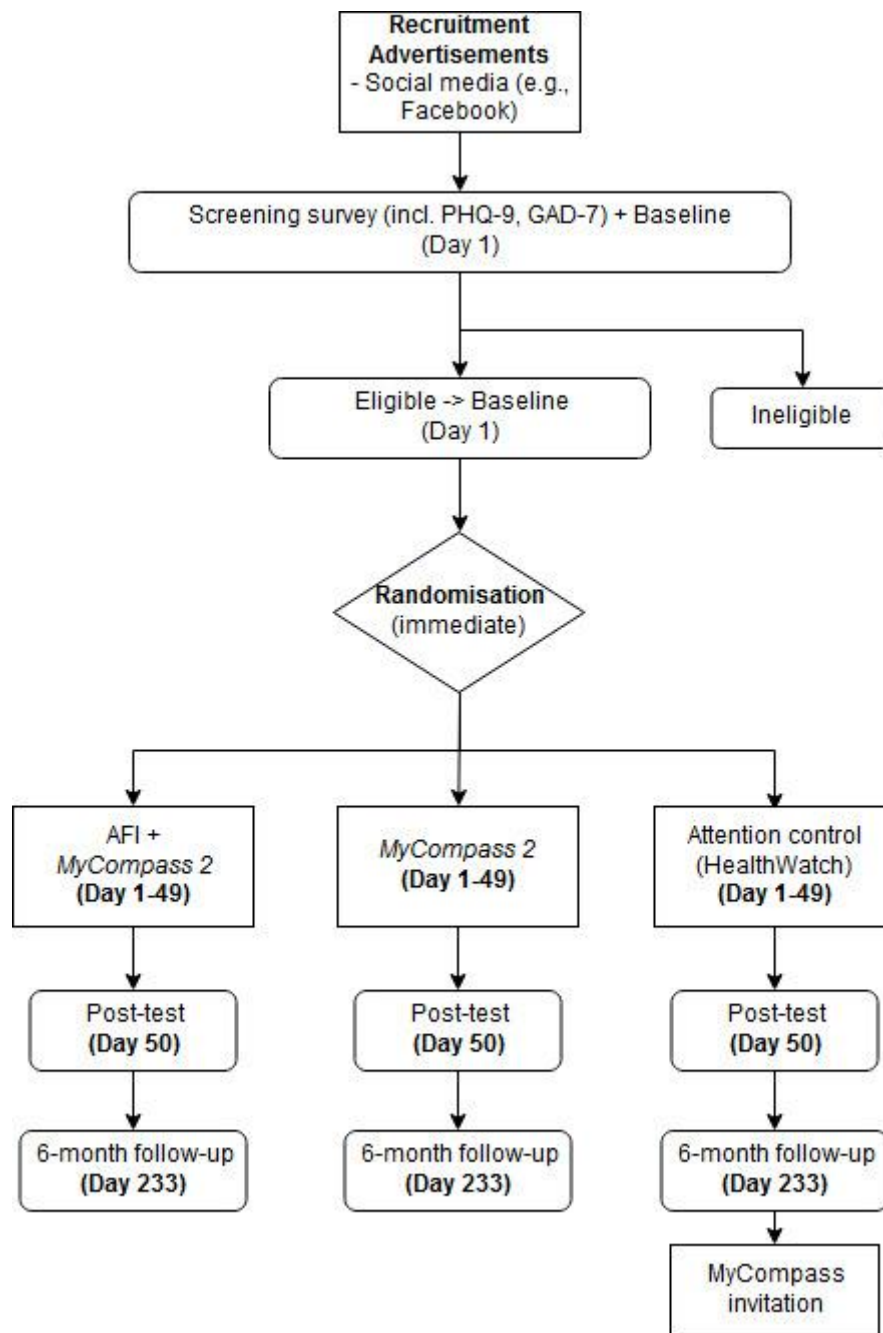 Recruitment
Advertisements
- Social media (e.g.,
Facebook)
Screening survey (incl. PHQ-9, GAD-7) + Baseline
(Day 1)
Eligible -> Baseline
(Day 1)
Ineligible
Randomisation
(immediate)
AFI +
MyCompass 2
(Day 1-49)
MyCompass 2
(Day 1-49)
Attention control
(HealthWatch)
(Day 1-49)
Post-test
(Day 50)
Post-test
(Day 50)
Post-test
(Day 50)
6-month follow-up
(Day 233)
6-month follow-up
(Day 233)
6-month follow-up
(Day 233)
MyCompass
invitation